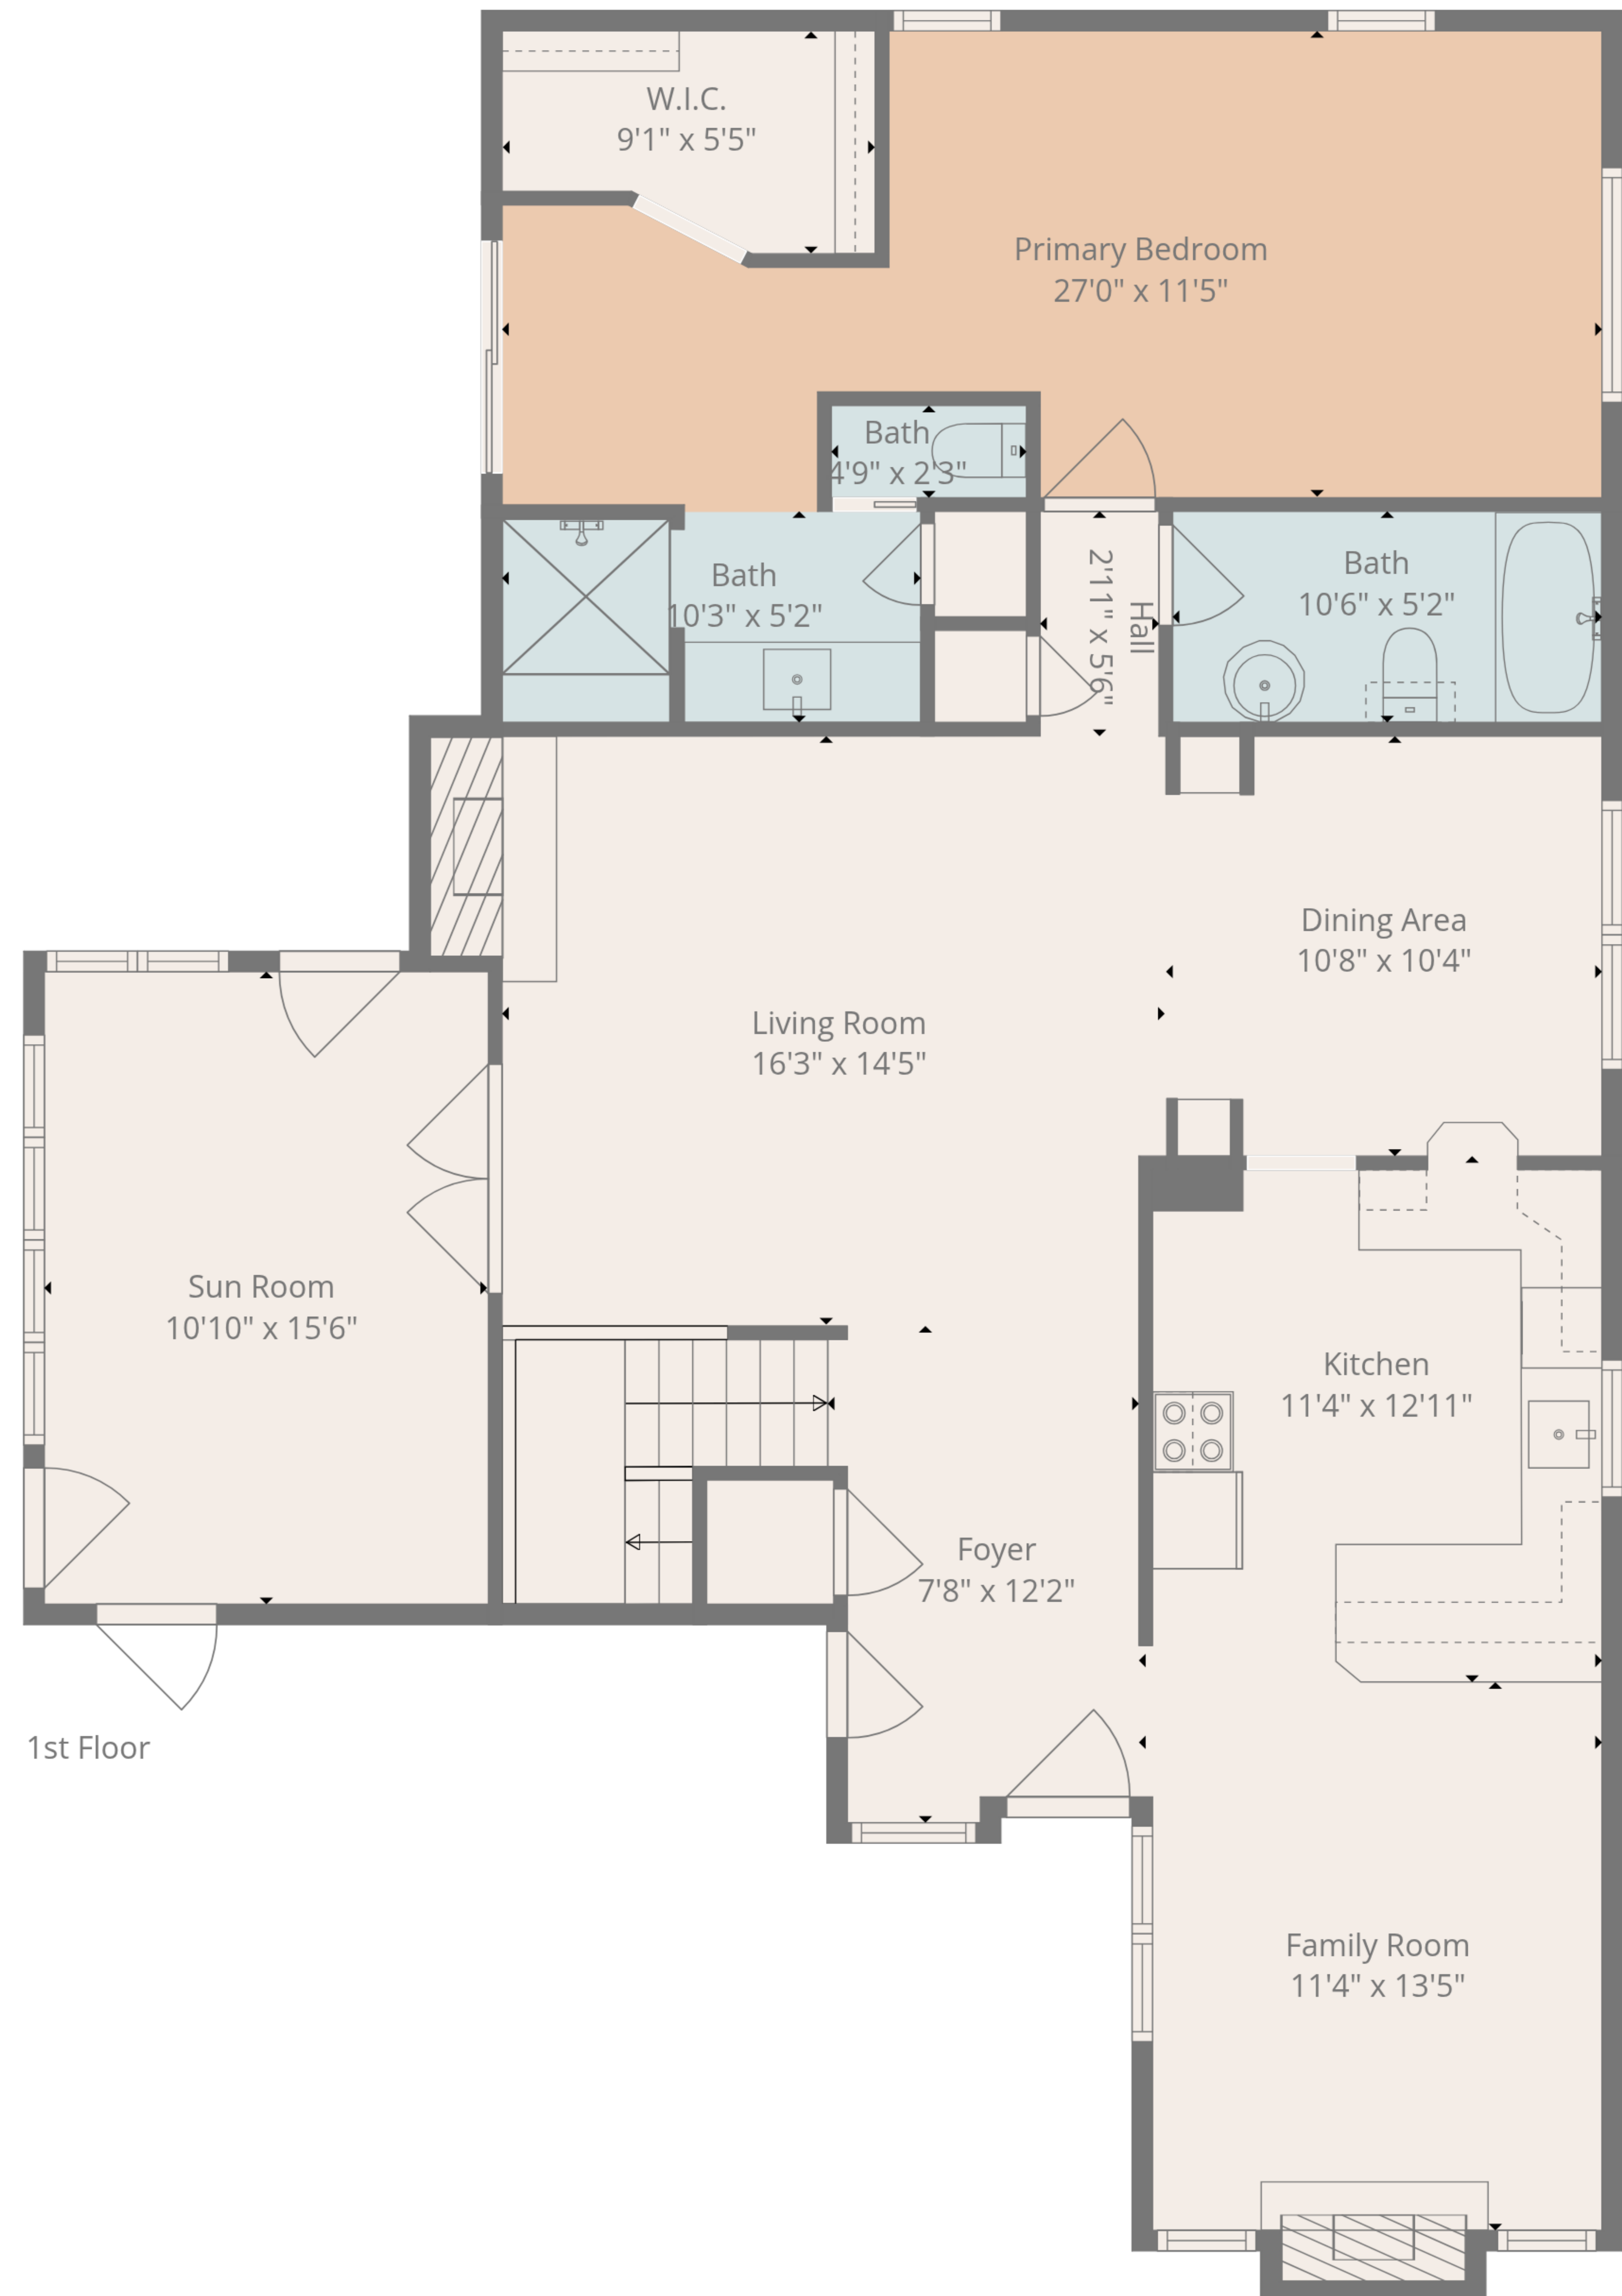 W.I.C.
9'1" x 5'5"
Primary Bedroom
27'0" x 11'5"
Bath
4'9" x 2'3"
Bath
10'3" x 5'2"
Hall
2'11" x 5'6"
Bath
10'6" x 5'2"
Dining Area
10'8" x 10'4"
Living Room
16'3" x 14'5"
Sun Room
10'10" x 15'6"
Kitchen
11'4" x 12'11"
Foyer
7'8" x 12'2"
1st Floor
Family Room
11'4" x 13'5"